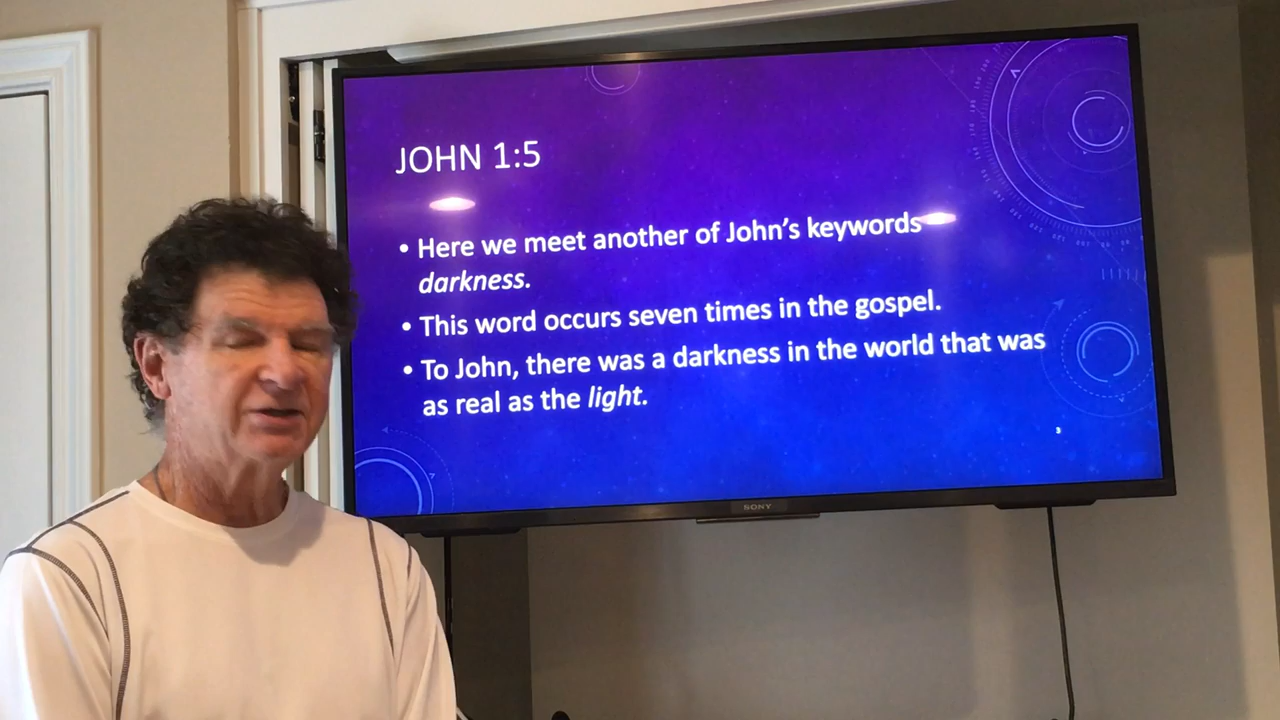 JOHN 1:5
• Here we meet another of John's keywords
darkness.
• This word occurs seven times in the gospel.
• To John, there was a darkness in the world that was
as real as the light.
3
SONY